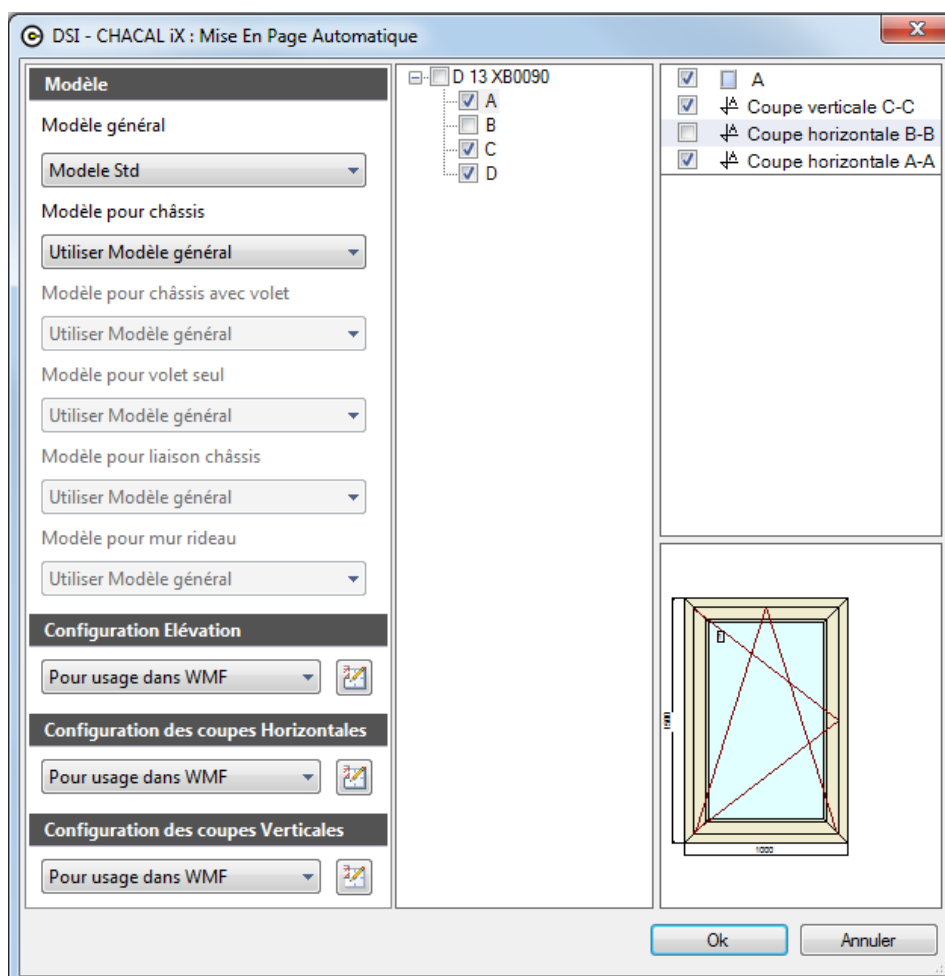 DSI - CHACAL iX : Mise En Page Automatique
Modèle
Modèle général
Modele Std
Modèle pour châssis
Utiliser Modèle général
Modèle pour châssis avec volet
Utiliser Modèle général
Modèle pour volet seul
Utiliser Modèle général
Modèle pour liaison châssis
Utiliser Modèle général
Modèle pour mur rideau
Utiliser Modèle général
Configuration Elévation
Pour usage dans WMF
Configuration des coupes Horizontales
Pour usage dans WMF
Configuration des coupes Verticales
Pour usage dans WMF
D 13 XB0090
A
B
C
D
A
Coupe verticale C-C
Coupe horizontale B-B
Coupe horizontale A-A
1500
1000
Ok
Annuler